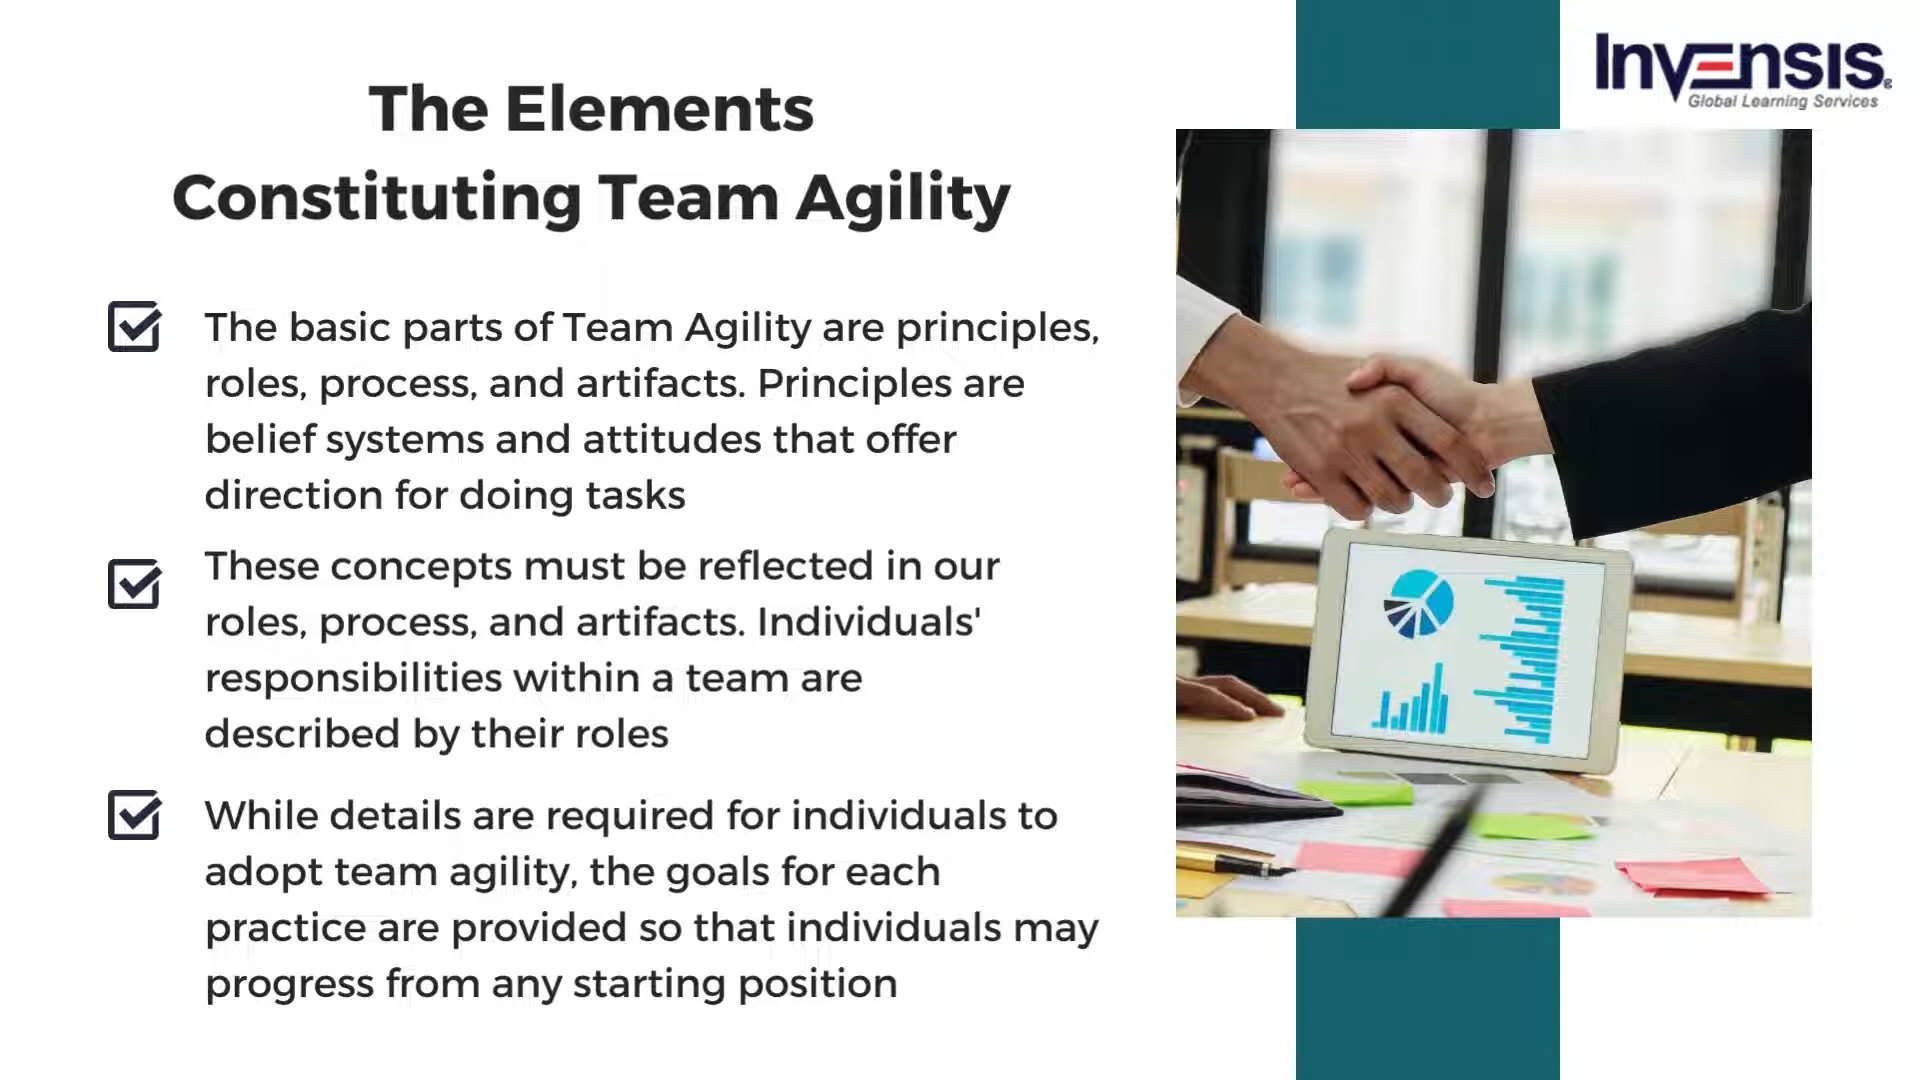 The Elements
Constituting Team Agility
The basic parts of Team Agility are principles,
roles, process, and artifacts. Principles are
belief systems and attitudes that offer
direction for doing tasks
These concepts must be reflected in our
roles, process, and artifacts. Individuals'
responsibilities within a team are
described by their roles
While details are required for individuals to
adopt team agility, the goals for each
practice are provided so that individuals may
progress from any starting position
Invensis
Global Learning Services